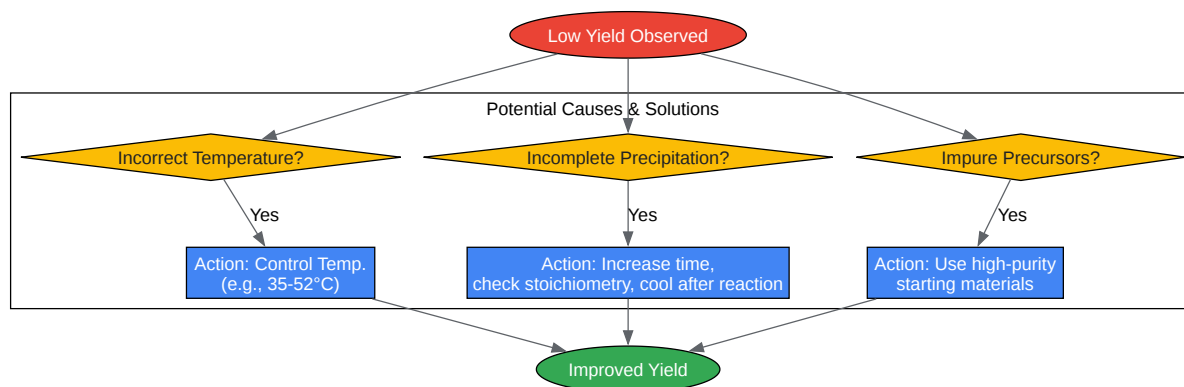 Low Yield Observed
Potential Causes & Solutions
Incorrect Temperature?
Incomplete Precipitation?
Impure Precursors?
Yes
Yes
Yes
Action: Control Temp.
(e.g., 35-52°C)
Action: Increase time,
check stoichiometry, cool after reaction
Action: Use high-purity
starting materials
Improved Yield